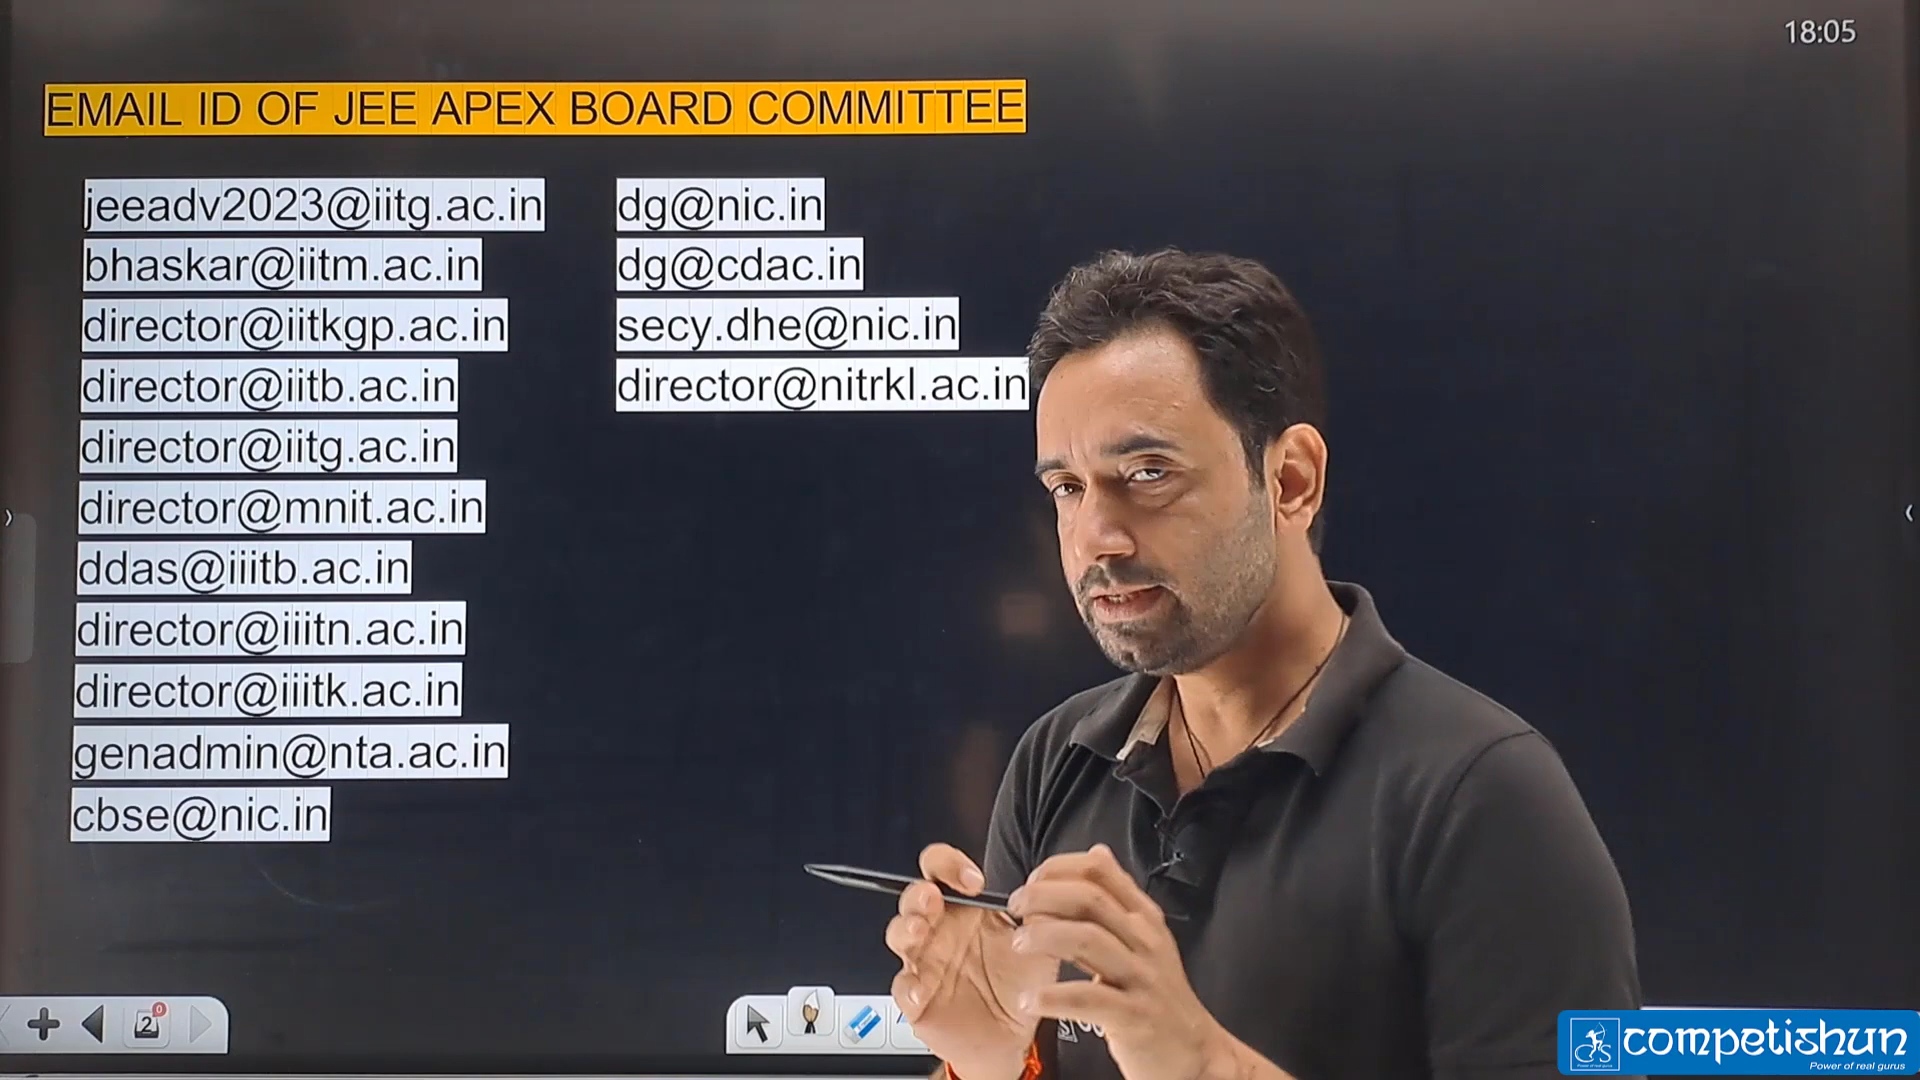 18:05
EMAIL ID OF JEE APEX BOARD COMMITTEE
jeeadv2023@iitg.ac.in
bhaskar@iitm.ac.in
director@iitkgp.ac.in
director@iitb.ac.in
director@iitg.ac.in
director@mnit.ac.in
ddas@iiitb.ac.in
director@iiitn.ac.in
director@iiitk.ac.in
genadmin@nta.ac.in
cbse@nic.in
dg@nic.in
dg@cdac.in
secy.dhe@nic.in
director@nitrkl.ac.in
2
0
competishun
Power of real gurus